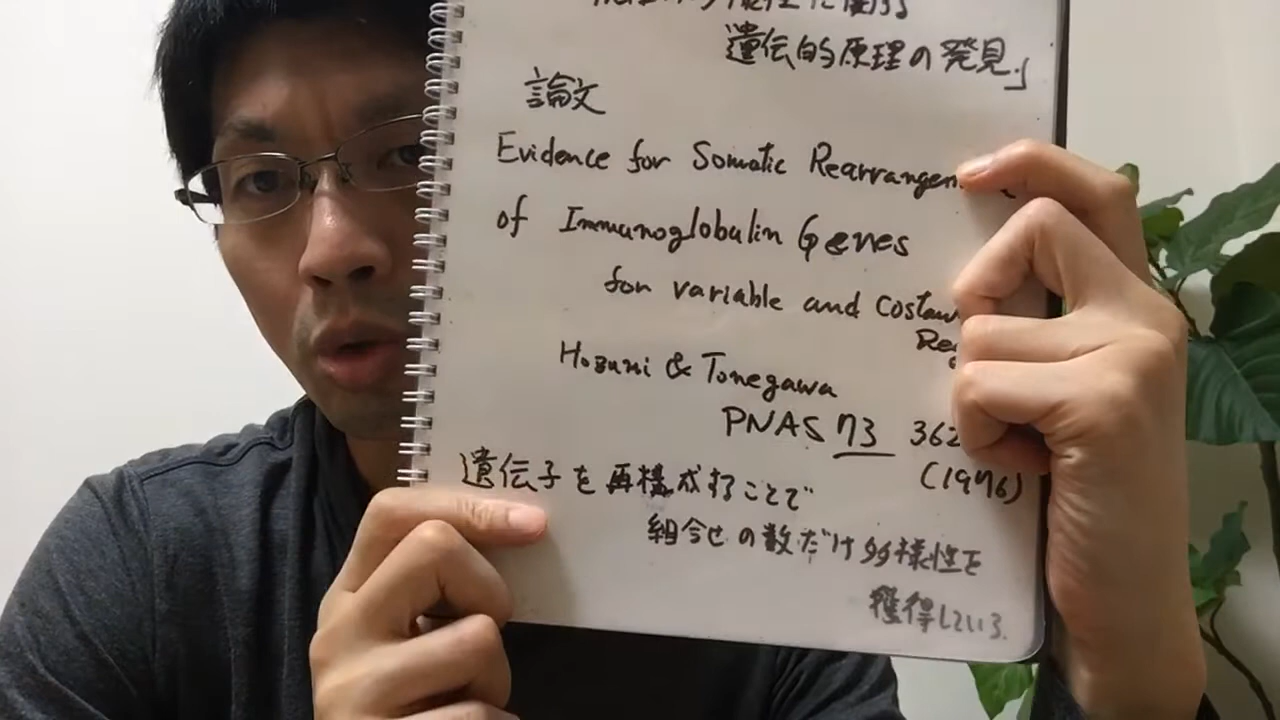 遺伝的原理の発見」
論文
Evidence for Somatic Rearrangem
of Immunoglobulin Genes
for variable and
Hozumi & Tonegawa
PNAS 73 362
(1976)
遺伝子を再構成することで
組合せの数だけ多様性を
獲得している.